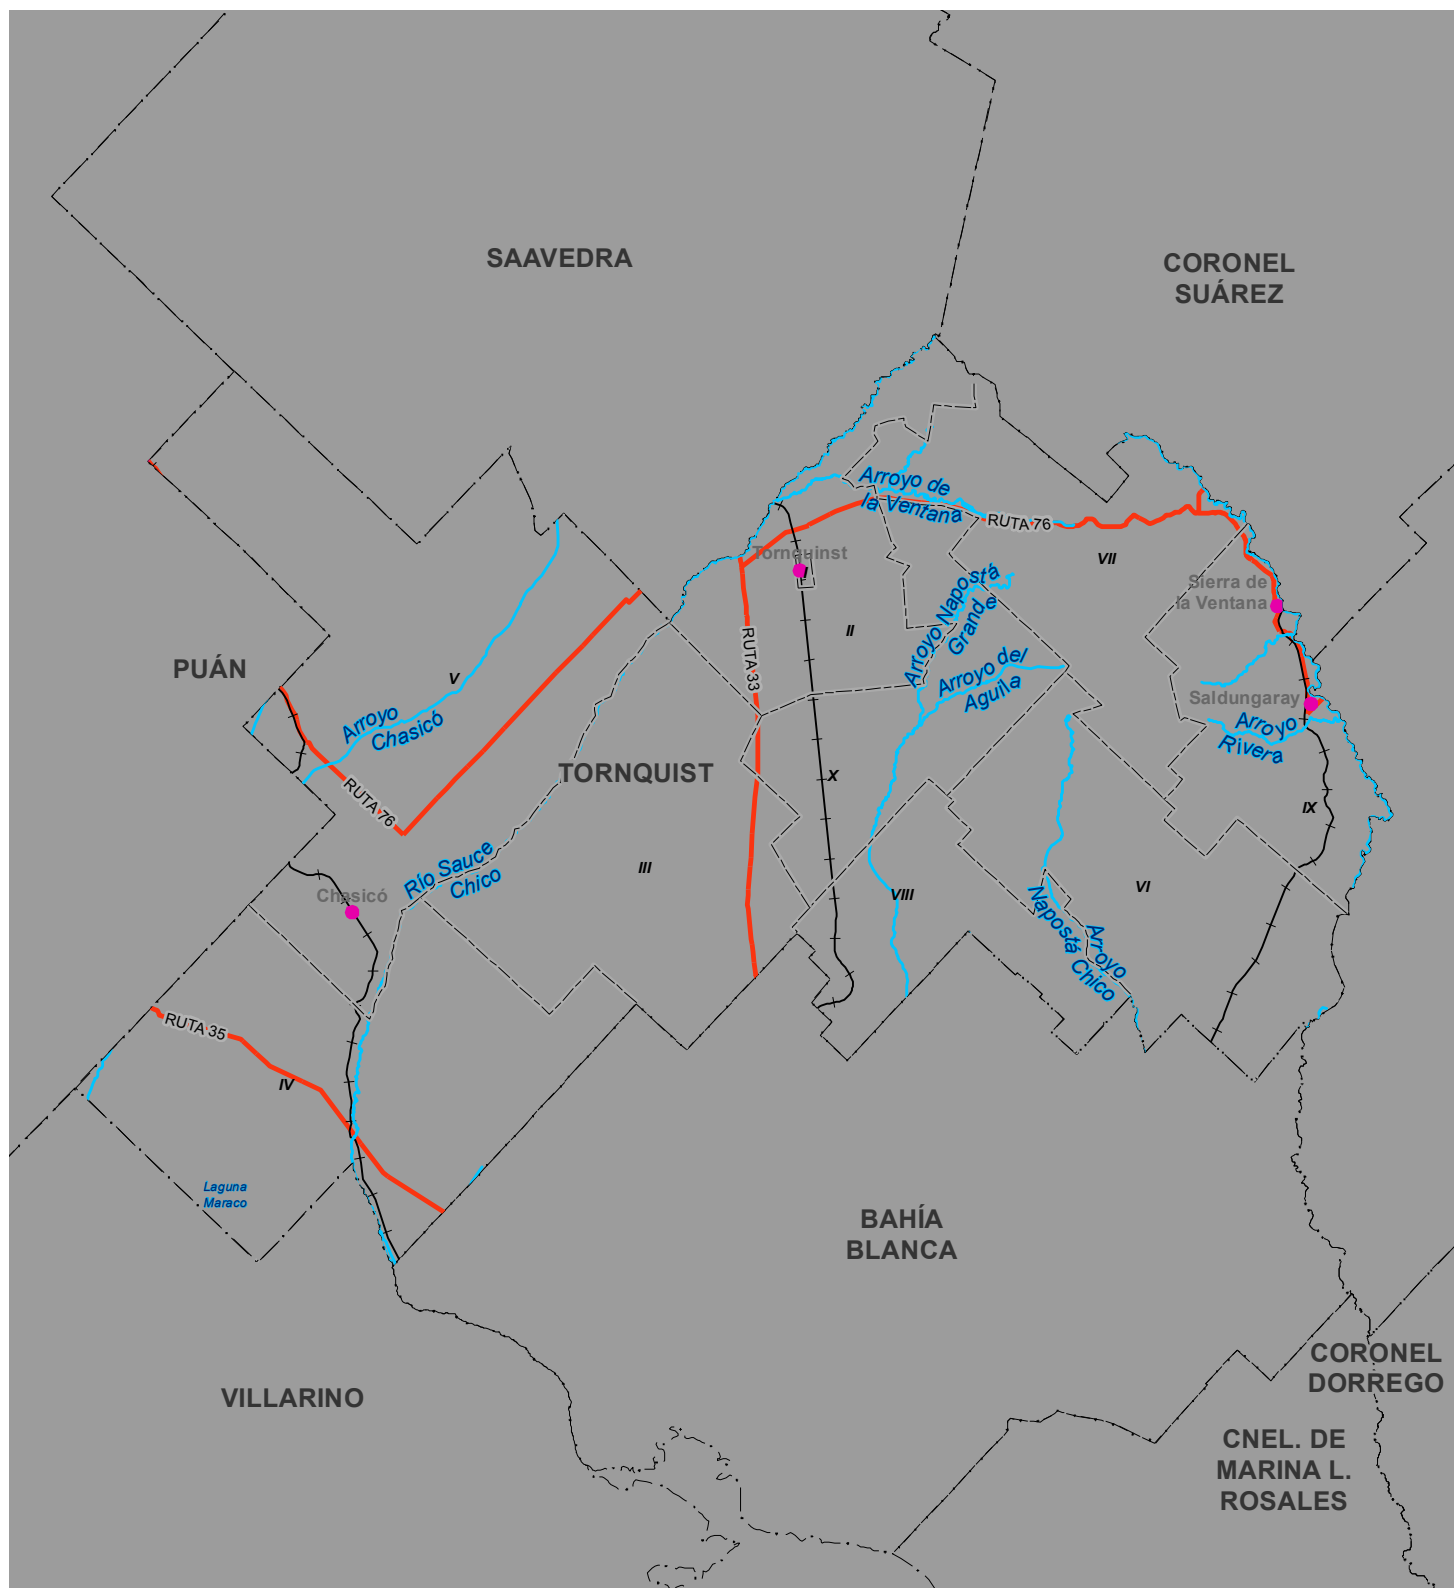 SAAVEDRA
CORONEL
SUÁREZ
Arroyo de
la Ventana
RUTA 76
Tornquinst
I
VII
Sierra de
la Ventana
Arroyo Napostá
Grande
II
RUTA 33
PUÁN
V
Arroyo
Chasicó
Arroyo del
Aguila
Saldungaray
Arroyo
Rivera
TORNQUIST
X
RUTA 76
IX
Río Sauce
Chico
III
VIII
VI
Chasicó
Arroyo
Napostá Chico
RUTA 35
IV
Laguna
Maraco
BAHÍA
BLANCA
CORONEL
DORREGO
VILLARINO
CNEL. DE
MARINA L.
ROSALES